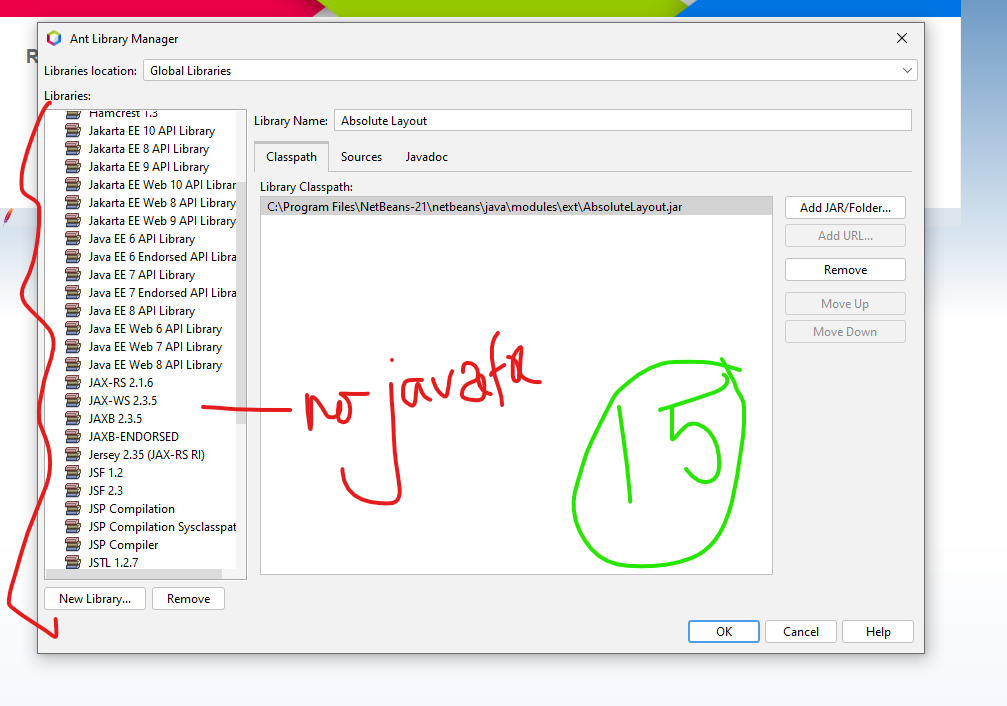 Ant Library Manager
R
Libraries location: Global Libraries
Libraries:
Hamcrest 1.3
Jakarta EE 10 API Library
Jakarta EE 8 API Library
Jakarta EE 9 API Library
Jakarta EE Web 10 API Librar
Jakarta EE Web 8 API Library
Jakarta EE Web 9 API Library
Java EE 6 API Library
Java EE 6 Endorsed API Libra
Java EE 7 API Library
Java EE 7 Endorsed API Libra
Java EE 8 API Library
Java EE Web 6 API Library
Java EE Web 7 API Library
Java EE Web 8 API Library
JAX-RS 2.1.6
JAX-WS 2.3.5
JAXB 2.3.5
JAXB-ENDORSED
Jersey 2.35 (JAX-RS RI)
JSF 1.2
JSF 2.3
JSP Compilation
JSP Compilation Sysclasspat
JSP Compiler
JSTL 1.2.7
New Library... Remove
Library Name: Absolute Layout
Classpath Sources Javadoc
Library Classpath:
C:\Program Files\NetBeans-21\netbeans\java\modules\ext\AbsoluteLayout.jar
Add JAR/Folder...
Add URL...
Remove
Move Up
Move Down
no javafx
15
OK Cancel Help